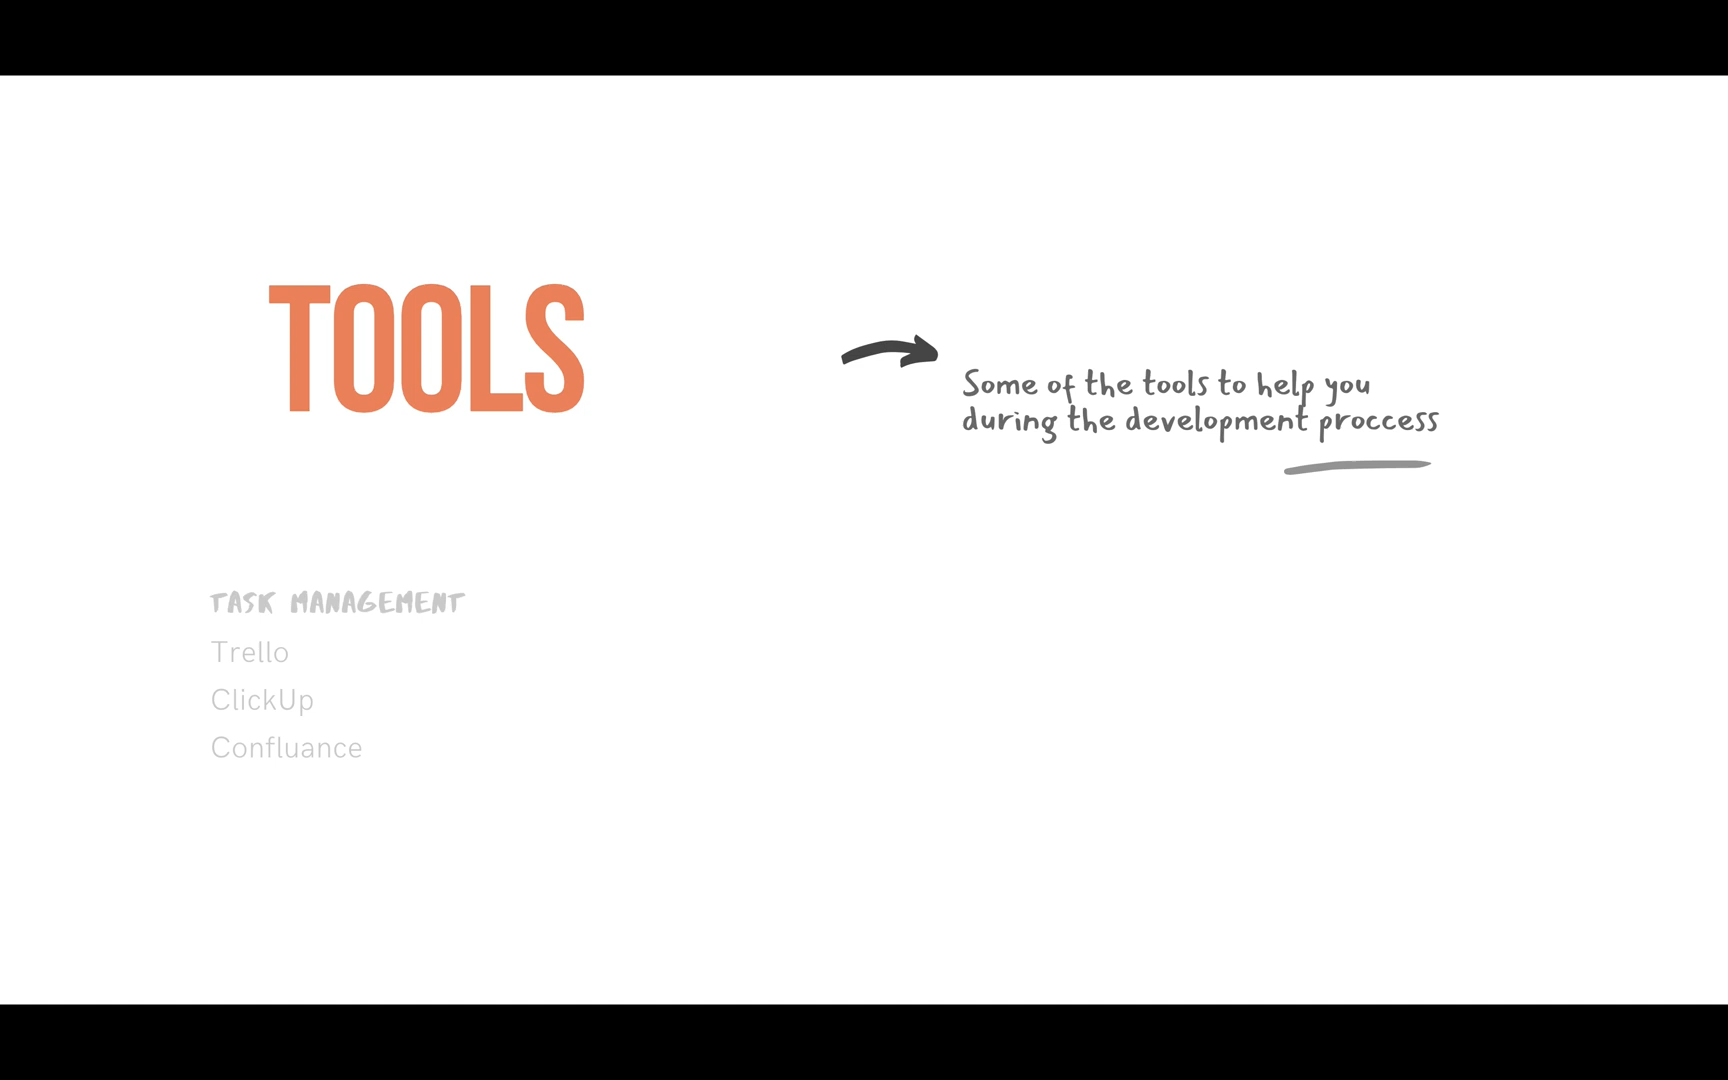 TOOLS
Some of the tools to help you
during the development proccess
TASK MANAGEMENT
Trello
ClickUp
Confluance